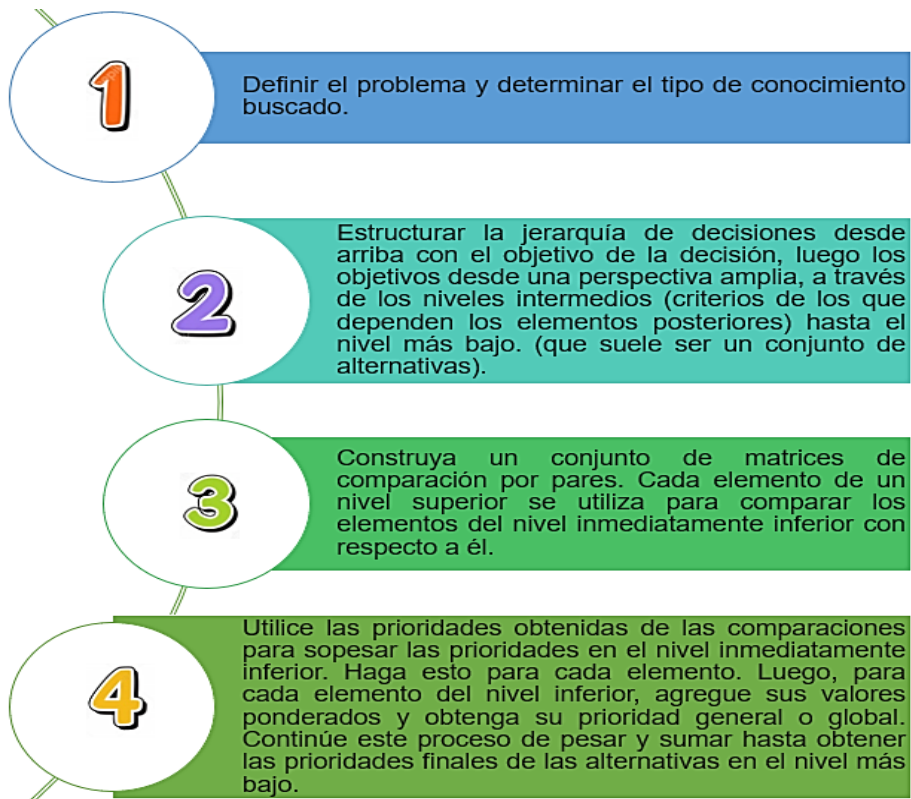 1
Definir el problema y determinar el tipo de conocimiento
buscado.
2
Estructurar la jerarquía de decisiones desde
arriba con el objetivo de la decisión, luego los
objetivos desde una perspectiva amplia, a través
de los niveles intermedios (criterios de los que
dependen los elementos posteriores) hasta el
nivel más bajo. (que suele ser un conjunto de
alternativas).
3
Construya un conjunto de matrices de
comparación por pares. Cada elemento de un
nivel superior se utiliza para comparar los
elementos del nivel inmediatamente inferior con
respecto a él.
4
Utilice las prioridades obtenidas de las comparaciones
para sopesar las prioridades en el nivel inmediatamente
inferior. Haga esto para cada elemento. Luego, para
cada elemento del nivel inferior, agregue sus valores
ponderados y obtenga su prioridad general o global.
Continúe este proceso de pesar y sumar hasta obtener
las prioridades finales de las alternativas en el nivel más
bajo.